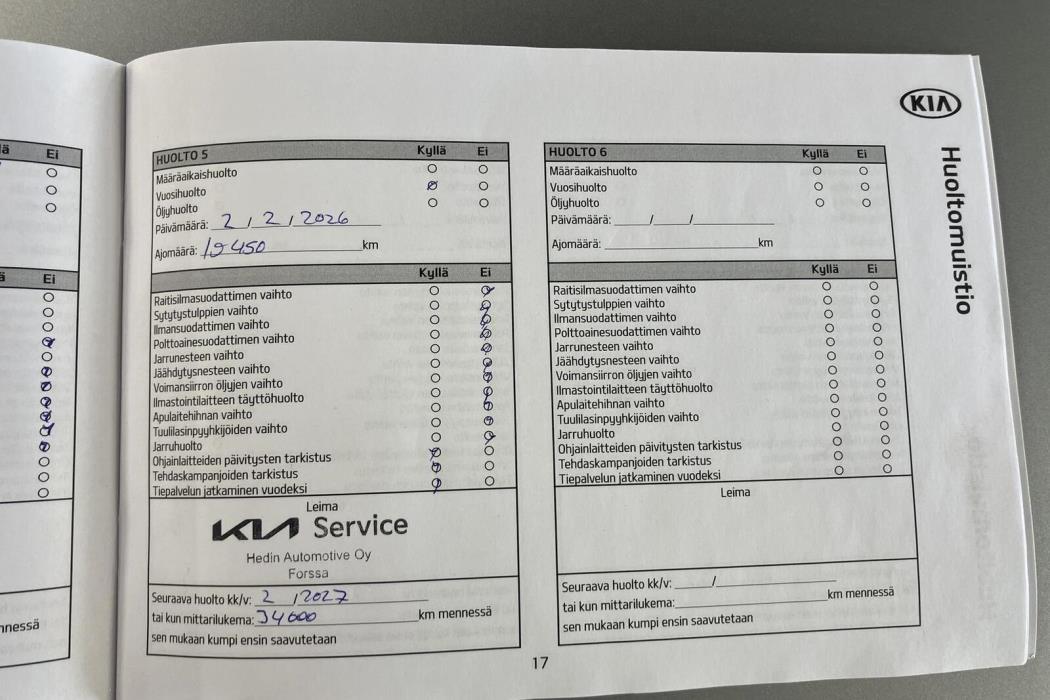 KIA
Huoltomuistio
lä Ei
Ei
nnessä
HUOLTO 5 Kyllä Ei
Määräaikaishuolto
Vuosihuolto
Öljyhuolto
Päivämäärä: 2 / 2 / 2026
Ajomäärä: 19450 km
Kyllä Ei
Raitisilmasuodattimen vaihto
Sytytystulppien vaihto
Ilmansuodattimen vaihto
Polttoainesuodattimen vaihto
Jarrunesteen vaihto
Jäähdytysnesteen vaihto
Voimansiirron öljyjen vaihto
Ilmastointilaitteen täyttöhuolto
Apulaitehihnan vaihto
Tuulilasinpyyhkijöiden vaihto
Jarruhuolto
Ohjainlaitteiden päivitysten tarkistus
Tehdaskampanjoiden tarkistus
Tiepalvelun jatkaminen vuodeksi
Leima
KIA Service
Hedin Automotive Oy
Forssa
Seuraava huolto kk/v: 2 / 2027
tai kun mittarilukema: 34000 km mennessä
sen mukaan kumpi ensin saavutetaan
HUOLTO 6 Kyllä Ei
Määräaikaishuolto
Vuosihuolto
Öljyhuolto
Päivämäärä: / /
Ajomäärä: km
Kyllä Ei
Raitisilmasuodattimen vaihto
Sytytystulppien vaihto
Ilmansuodattimen vaihto
Polttoainesuodattimen vaihto
Jarrunesteen vaihto
Jäähdytysnesteen vaihto
Voimansiirron öljyjen vaihto
Ilmastointilaitteen täyttöhuolto
Apulaitehihnan vaihto
Tuulilasinpyyhkijöiden vaihto
Jarruhuolto
Ohjainlaitteiden päivitysten tarkistus
Tehdaskampanjoiden tarkistus
Tiepalvelun jatkaminen vuodeksi
Leima
Seuraava huolto kk/v: /
tai kun mittarilukema: km mennessä
sen mukaan kumpi ensin saavutetaan
17